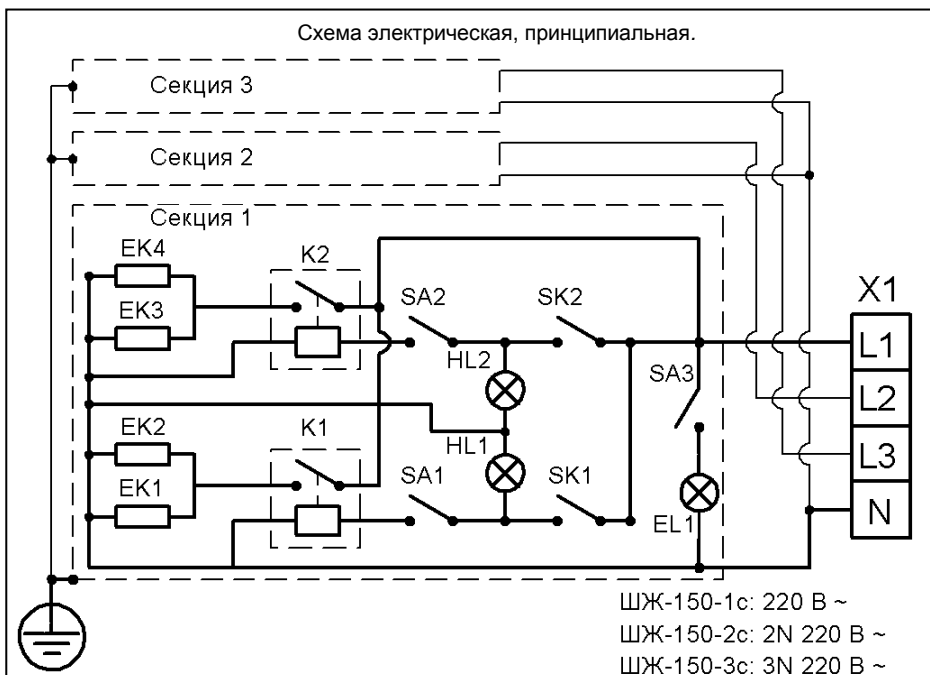 Схема электрическая, принципиальная.
Секция 3
Секция 2
Секция 1
EK4
K2
EK3
SA2
SK2
X1
L1
HL2
SA3
L2
EK2
K1
HL1
L3
EK1
SA1
SK1
EL1
N
ШЖ-150-1с: 220 В ~
ШЖ-150-2с: 2N 220 В ~
ШЖ-150-3с: 3N 220 В ~